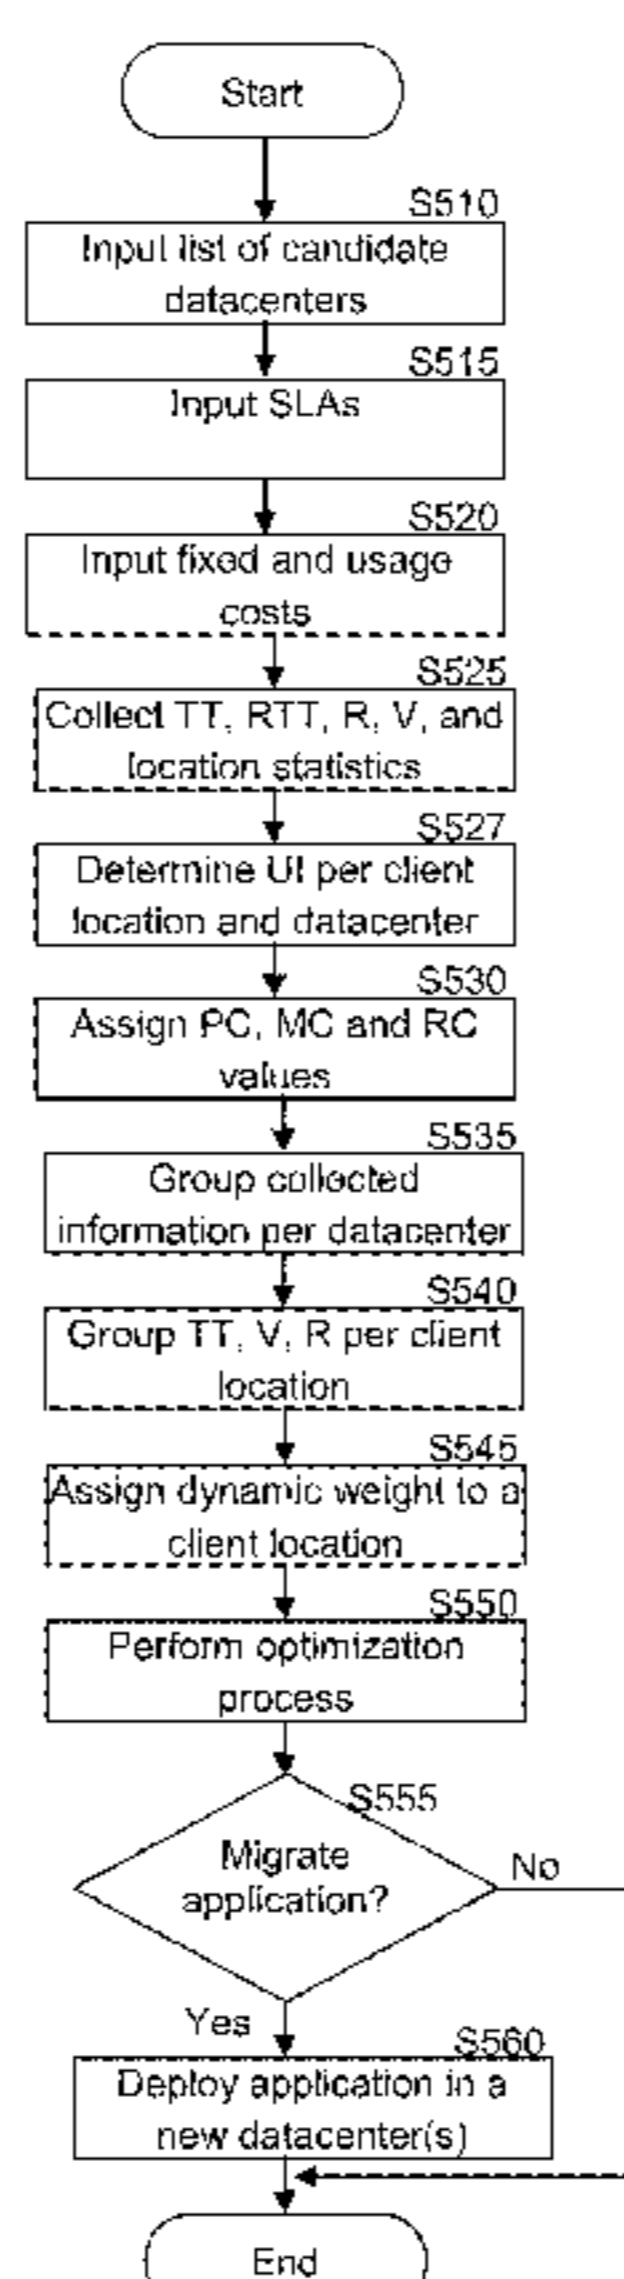 Start
S510
Input list of candidate
datacenters
S515
Input SLAs
S520
Input fixed and usage
costs
S525
Collect TT, RTT, R, V, and
location statistics
S527
Determine UI per client
location and datacenter
S530
Assign PC, MC and RC
values
S535
Group collected
information per datacenter
S540
Group TT, V, R per client
location
S545
Assign dynamic weight to a
client location
S550
Perform optimization
process
S555
Migrate
application?
No
Yes
S560
Deploy application in a
new datacenter(s)
End